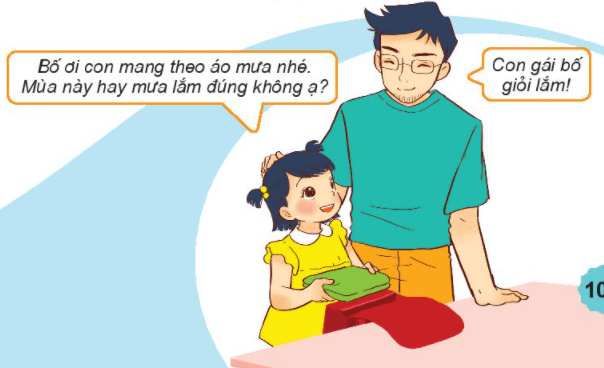 Bố ơi con mang theo áo mưa nhé.
Mùa này hay mưa lắm đúng không ạ?
Con gái bố
giỏi lắm!